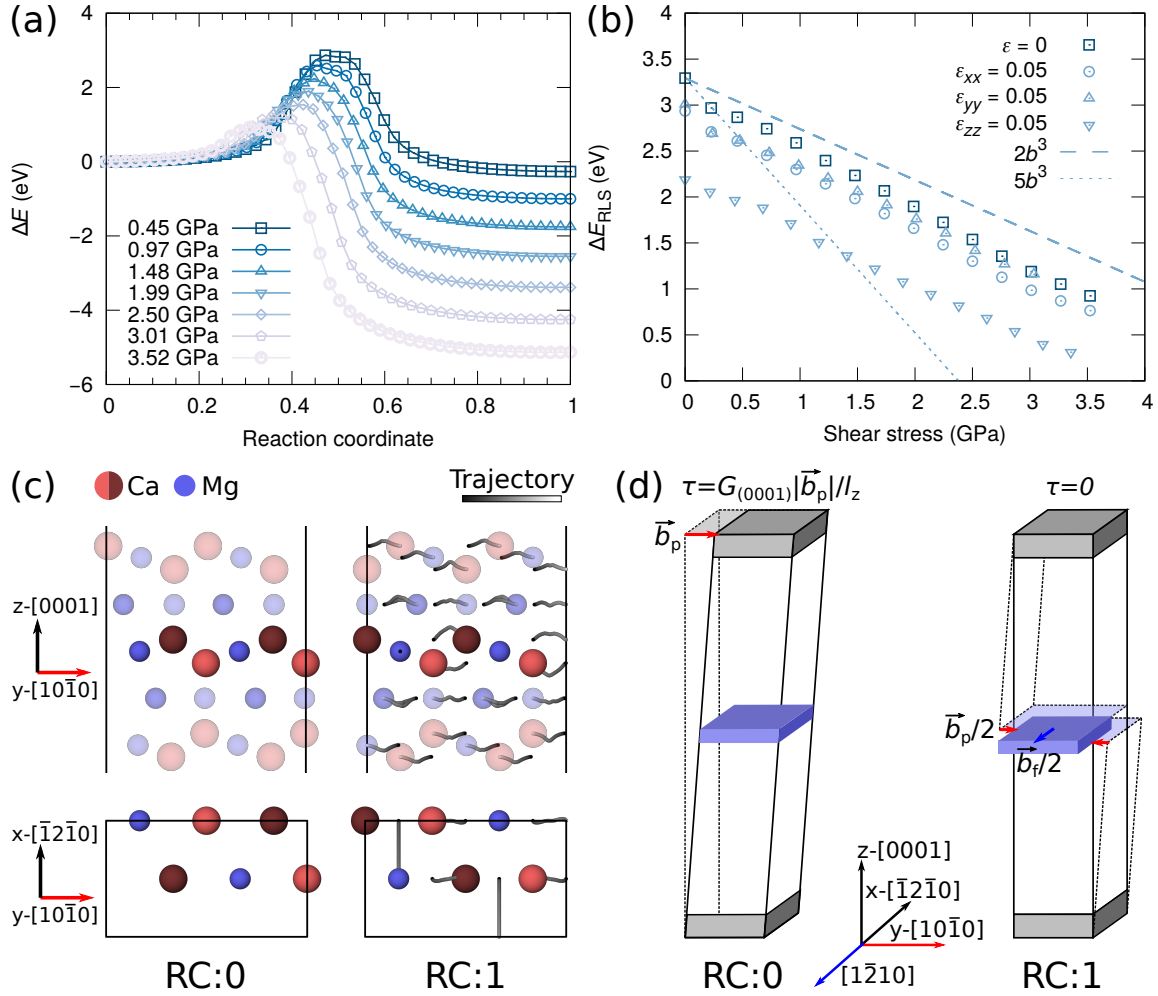 (a)
4
2
0
−2
−4
−6
ΔE (eV)
0.45 GPa
0.97 GPa
1.48 GPa
1.99 GPa
2.50 GPa
3.01 GPa
3.52 GPa
0 0.2 0.4 0.6 0.8 1
Reaction coordinate
(b)
4
3.5
3
2.5
2
1.5
1
0.5
0
ΔE_RLS (eV)
ε = 0
ε_xx = 0.05
ε_yy = 0.05
ε_zz = 0.05
2b³
5b³
0 0.5 1 1.5 2 2.5 3 3.5 4
Shear stress (GPa)
(c)
Ca Mg
Trajectory
z-[0001]
y-[101̅0]
x-[1̅21̅0]
y-[101̅0]
RC:0 RC:1
(d)
τ=G_(0001)|b⃗_p|/l_z
τ=0
b⃗_p
b⃗_p/2
b⃗_f/2
z-[0001]
x-[1̅21̅0]
y-[101̅0]
[12̅10]
RC:0 RC:1